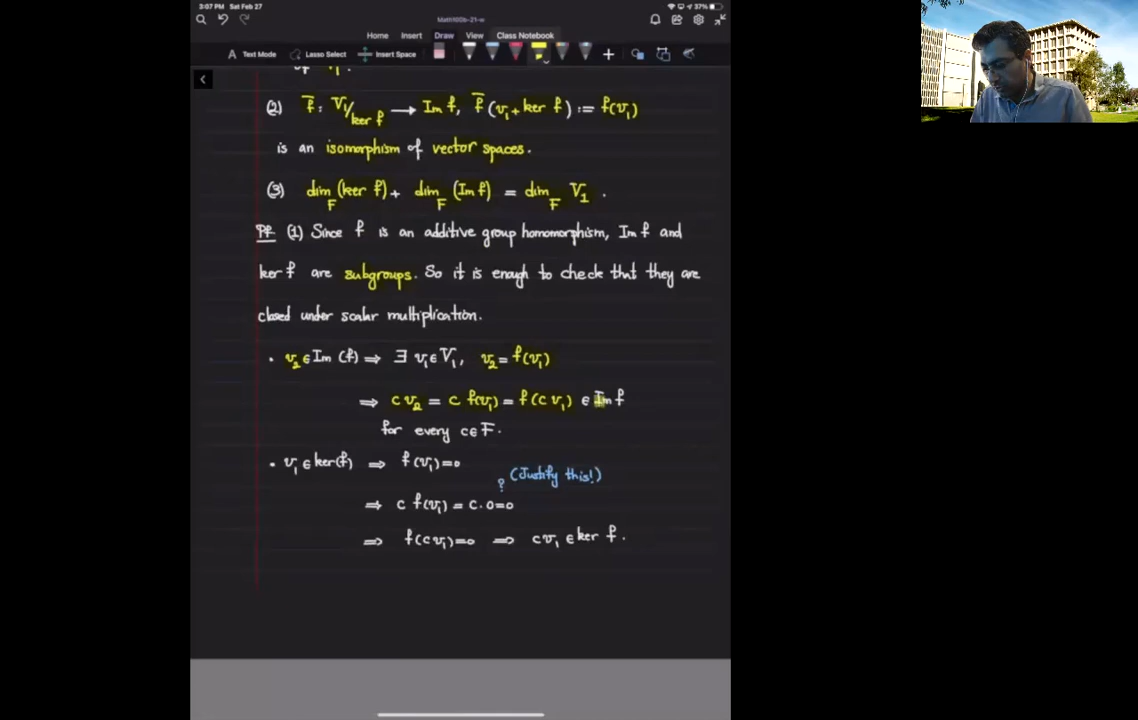 3:07 PM Sat Feb 27
37%
Math100b-21-w
Home Insert Draw View Class Notebook
Text Mode Lasso Select Insert Space
(2) f̅ : V₁/ker f ⟶ Im f, f̅ (v₁ + ker f) := f(v₁)
is an isomorphism of vector spaces.
(3) dim_F (ker f) + dim_F (Im f) = dim_F V₁ .
Pf (1) Since f is an additive group homomorphism, Im f and
ker f are subgroups. So it is enough to check that they are
closed under scalar multiplication.
• v₂ ∈ Im (f) ⇒ ∃ v₁ ∈ V₁, v₂ = f(v₁)
⇒ c v₂ = c f(v₁) = f(c v₁) ∈ Im f
for every c ∈ F.
• v₁ ∈ ker(f) ⇒ f(v₁) = 0
? (Justify this!)
⇒ c f(v₁) = c · 0 = 0
⇒ f(c v₁) = 0 ⇒ c v₁ ∈ ker f .